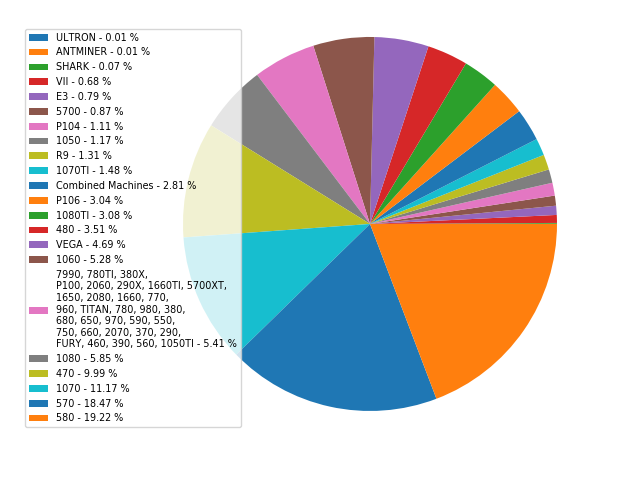 ULTRON - 0.01 %
ANTMINER - 0.01 %
SHARK - 0.07 %
VII - 0.68 %
E3 - 0.79 %
5700 - 0.87 %
P104 - 1.11 %
1050 - 1.17 %
R9 - 1.31 %
1070TI - 1.48 %
Combined Machines - 2.81 %
P106 - 3.04 %
1080TI - 3.08 %
480 - 3.51 %
VEGA - 4.69 %
1060 - 5.28 %
7990, 780TI, 380X,
P100, 2060, 290X, 1660TI, 5700XT,
1650, 2080, 1660, 770,
960, TITAN, 780, 980, 380,
680, 650, 970, 590, 550,
750, 660, 2070, 370, 290,
FURY, 460, 390, 560, 1050TI - 5.41 %
1080 - 5.85 %
470 - 9.99 %
1070 - 11.17 %
570 - 18.47 %
580 - 19.22 %